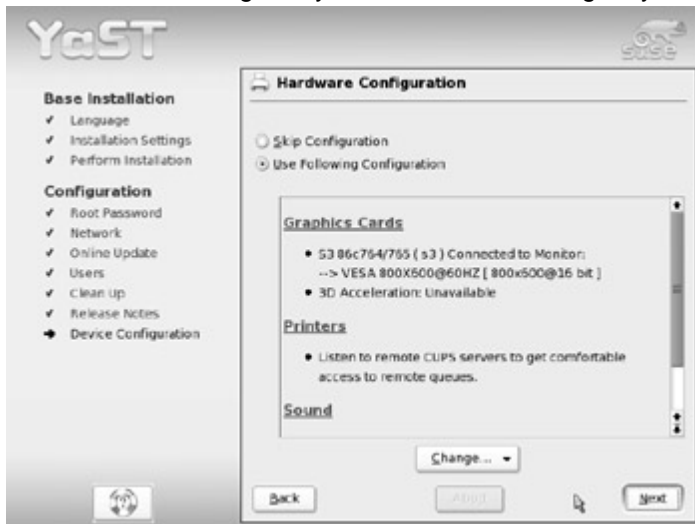 YaST
SUSE
Base Installation
Language
Installation Settings
Perform Installation
Configuration
Root Password
Network
Online Update
Users
Clean Up
Release Notes
Device Configuration
Hardware Configuration
Skip Configuration
Use Following Configuration
Graphics Cards
• S3 86c764/765 ( s3 ) Connected to Monitor:
--> VESA 800X600@60HZ [ 800x600@16 bit ]
• 3D Acceleration: Unavailable
Printers
• Listen to remote CUPS servers to get comfortable
access to remote queues.
Sound
Change...
Back
Abort
Next